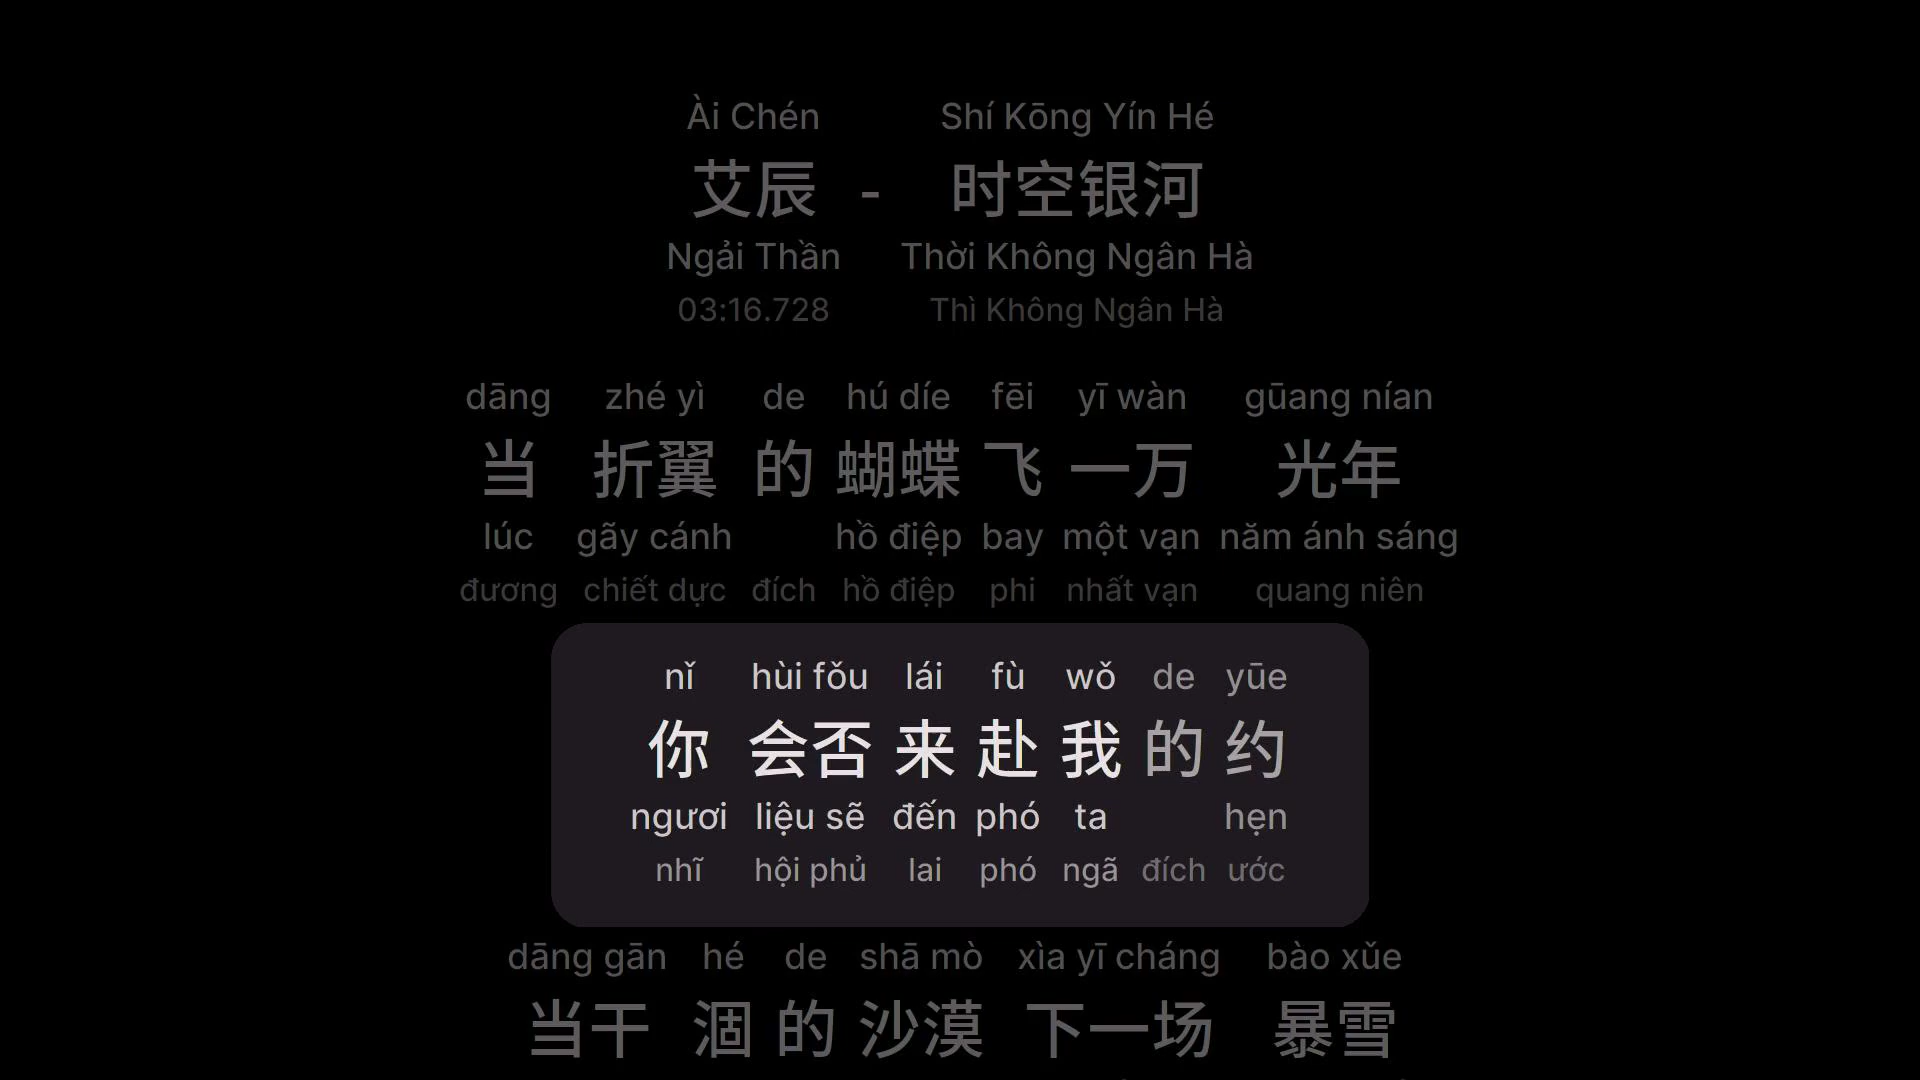 Ài Chén Shí Kōng Yín Hé
艾辰 - 时空银河
Ngải Thần Thời Không Ngân Hà
03:16.728 Thì Không Ngân Hà
dāng zhé yì de hú díe fēi yī wàn gūang nían
当 折翼 的 蝴蝶 飞 一万 光年
lúc gãy cánh hồ điệp bay một vạn năm ánh sáng
đương chiết dực đích hồ điệp phi nhất vạn quang niên
nǐ hùi fǒu lái fù wǒ de yūe
你 会否 来 赴 我 的 约
ngươi liệu sẽ đến phó ta hẹn
nhĩ hội phủ lai phó ngã đích ước
dāng gān hé de shā mò xìa yī cháng bào xǔe
当干 涸 的 沙漠 下一场 暴雪